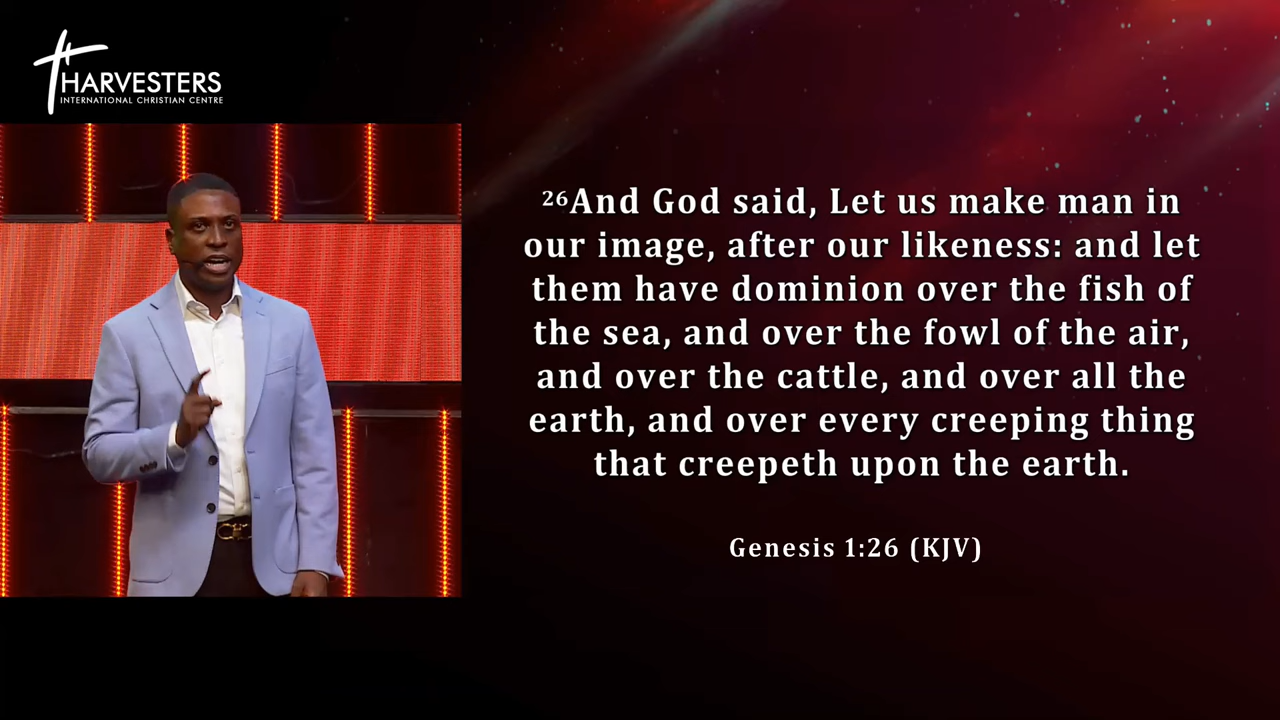 HARVESTERS
INTERNATIONAL CHRISTIAN CENTRE
²⁶And God said, Let us make man in
our image, after our likeness: and let
them have dominion over the fish of
the sea, and over the fowl of the air,
and over the cattle, and over all the
earth, and over every creeping thing
that creepeth upon the earth.
Genesis 1:26 (KJV)